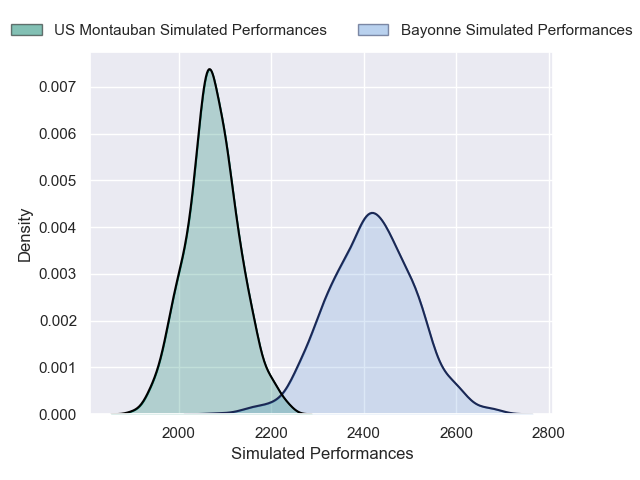 US Montauban Simulated Performances Bayonne Simulated Performances
0.007
0.006
0.005
0.004
0.003
0.002
0.001
0.000
Density
2000 2200 2400 2600 2800
Simulated Performances